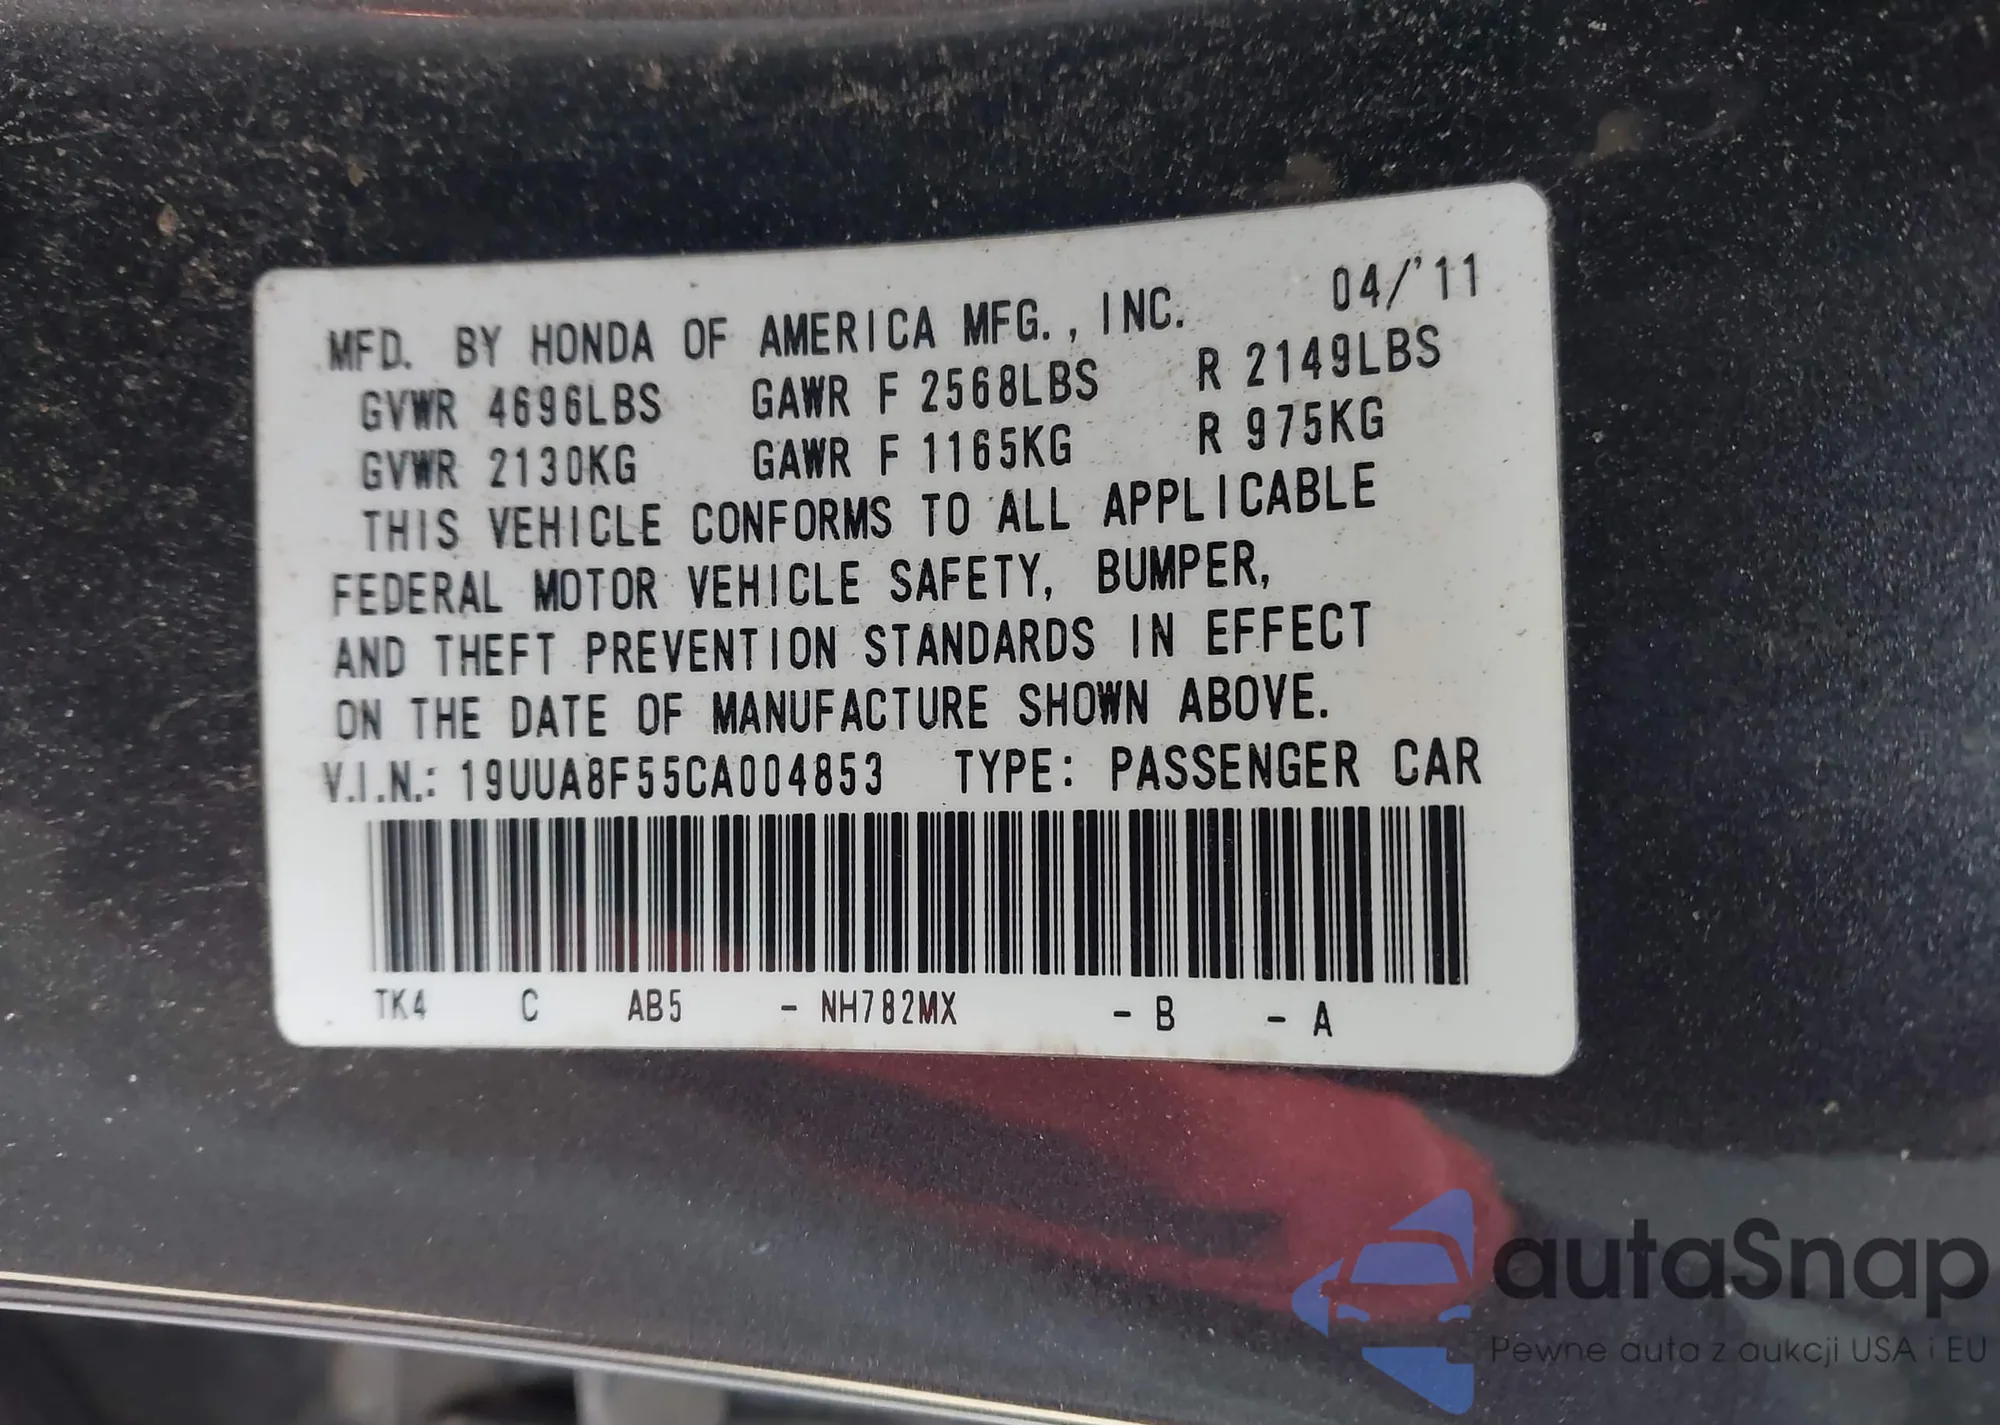 MFD. BY HONDA OF AMERICA MFG., INC. 04/'11
GVWR 4696LBS GAWR F 2568LBS R 2149LBS
GVWR 2130KG GAWR F 1165KG R 975KG
THIS VEHICLE CONFORMS TO ALL APPLICABLE
FEDERAL MOTOR VEHICLE SAFETY, BUMPER,
AND THEFT PREVENTION STANDARDS IN EFFECT
ON THE DATE OF MANUFACTURE SHOWN ABOVE.
V.I.N.: 19UUA8F55CA004853 TYPE: PASSENGER CAR
TK4 C AB5 - NH782MX - B - A
autaSnap
Pewne auta z aukcji USA i EU